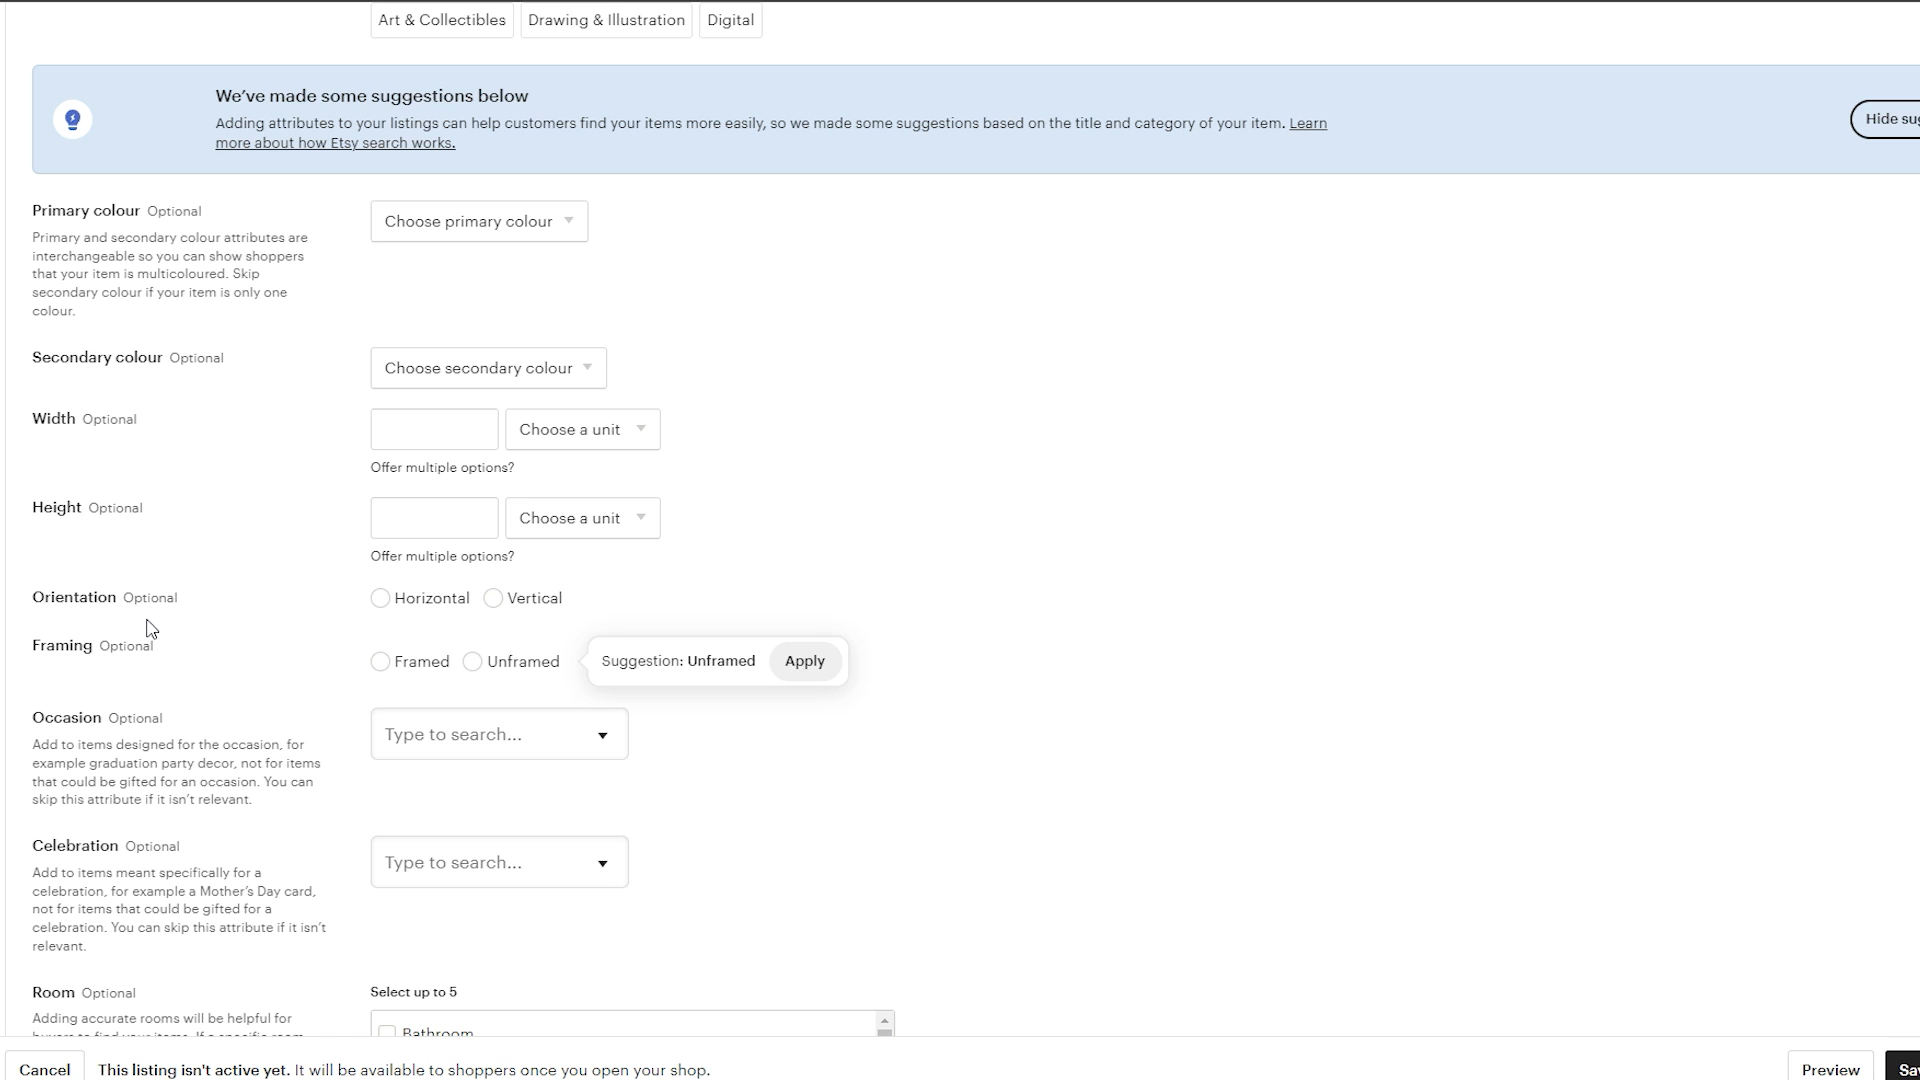 Art & Collectibles Drawing & Illustration Digital
We've made some suggestions below
Adding attributes to your listings can help customers find your items more easily, so we made some suggestions based on the title and category of your item. Learn
more about how Etsy search works.
Hide
Primary colour Optional
Choose primary colour
Primary and secondary colour attributes are
interchangeable so you can show shoppers
that your item is multicoloured. Skip
secondary colour if your item is only one
colour.
Secondary colour Optional
Choose secondary colour
Width Optional
Choose a unit
Offer multiple options?
Height Optional
Choose a unit
Offer multiple options?
Orientation Optional
Horizontal Vertical
Framing Optional
Framed Unframed Suggestion: Unframed Apply
Occasion Optional
Type to search...
Add to items designed for the occasion, for
example graduation party decor, not for items
that could be gifted for an occasion. You can
skip this attribute if it isn't relevant.
Celebration Optional
Type to search...
Add to items meant specifically for a
celebration, for example a Mother's Day card,
not for items that could be gifted for a
celebration. You can skip this attribute if it isn't
relevant.
Room Optional
Select up to 5
Adding accurate rooms will be helpful for
Bathroom
Cancel This listing isn't active yet. It will be available to shoppers once you open your shop. Preview